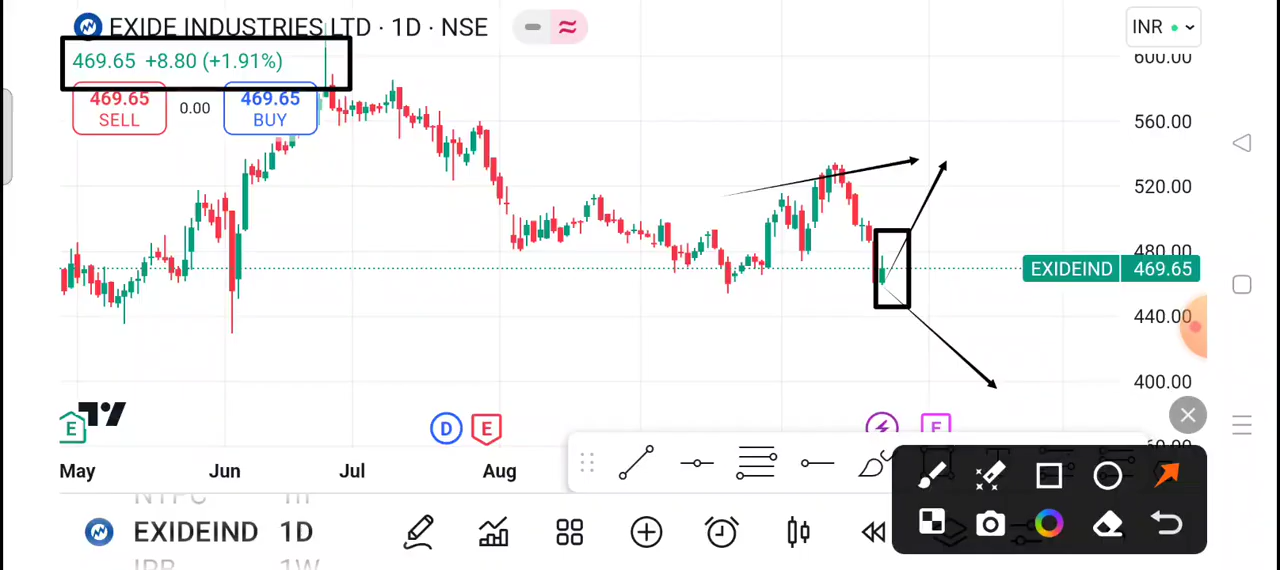 EXIDE INDUSTRIES LTD · 1D · NSE
INR
469.65 +8.80 (+1.91%)
600.00
469.65
SELL
0.00
469.65
BUY
560.00
520.00
480.00
EXIDEIND 469.65
440.00
400.00
E
D
E
E
May
Jun
Jul
Aug
EXIDEIND 1D
1W